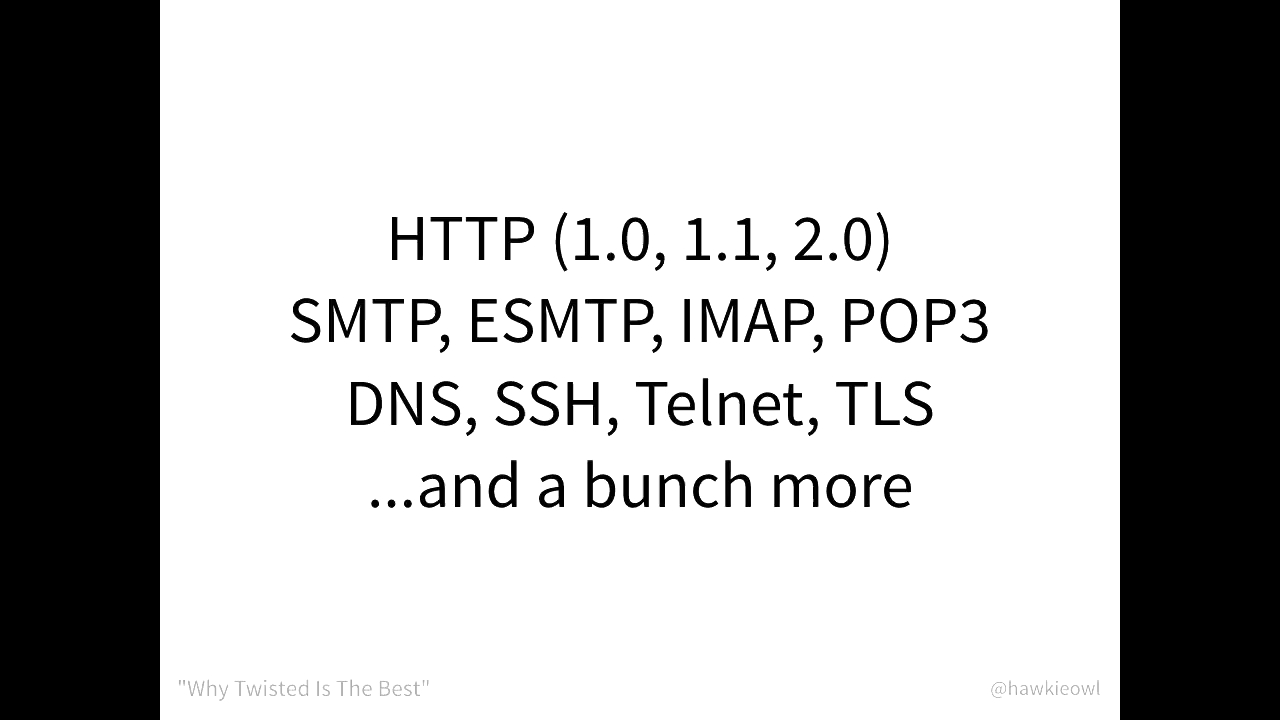 HTTP (1.0, 1.1, 2.0)
SMTP, ESMTP, IMAP, POP3
DNS, SSH, Telnet, TLS
...and a bunch more
"Why Twisted Is The Best"
@hawkieowl